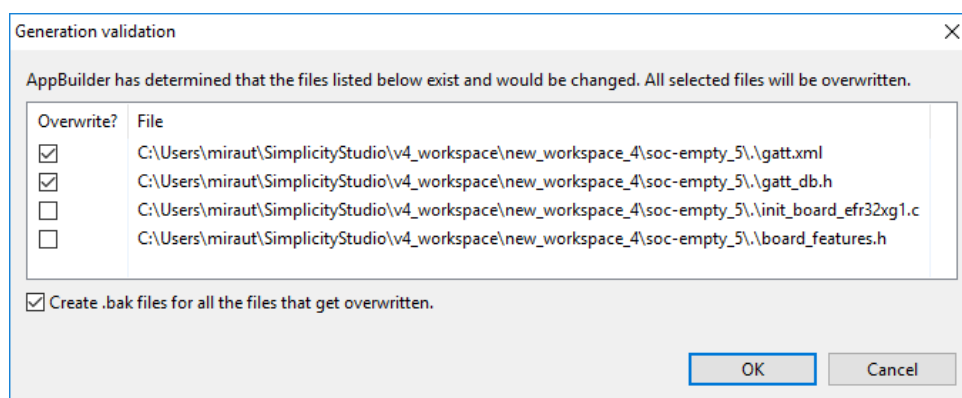 Generation validation
AppBuilder has determined that the files listed below exist and would be changed. All selected files will be overwritten.
Overwrite? File
C:\Users\miraut\SimplicityStudio\v4_workspace\new_workspace_4\soc-empty_5\.\gatt.xml
C:\Users\miraut\SimplicityStudio\v4_workspace\new_workspace_4\soc-empty_5\.\gatt_db.h
C:\Users\miraut\SimplicityStudio\v4_workspace\new_workspace_4\soc-empty_5\.\init_board_efr32xg1.c
C:\Users\miraut\SimplicityStudio\v4_workspace\new_workspace_4\soc-empty_5\.\board_features.h
Create .bak files for all the files that get overwritten.
OK Cancel